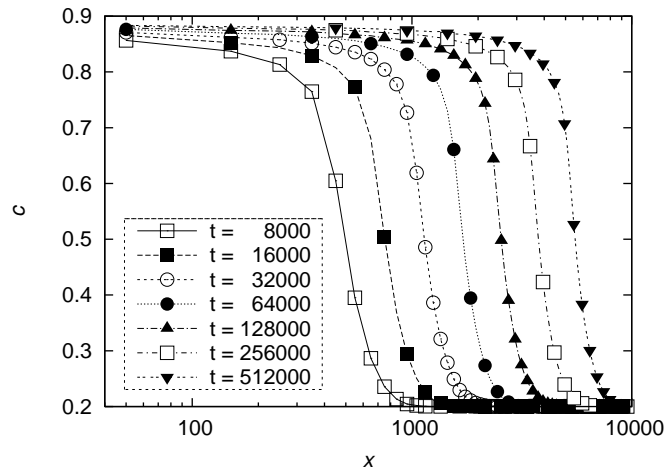 0.9
0.8
0.7
0.6
0.5
0.4
0.3
0.2
c
t = 8000
t = 16000
t = 32000
t = 64000
t = 128000
t = 256000
t = 512000
100 1000 10000
x